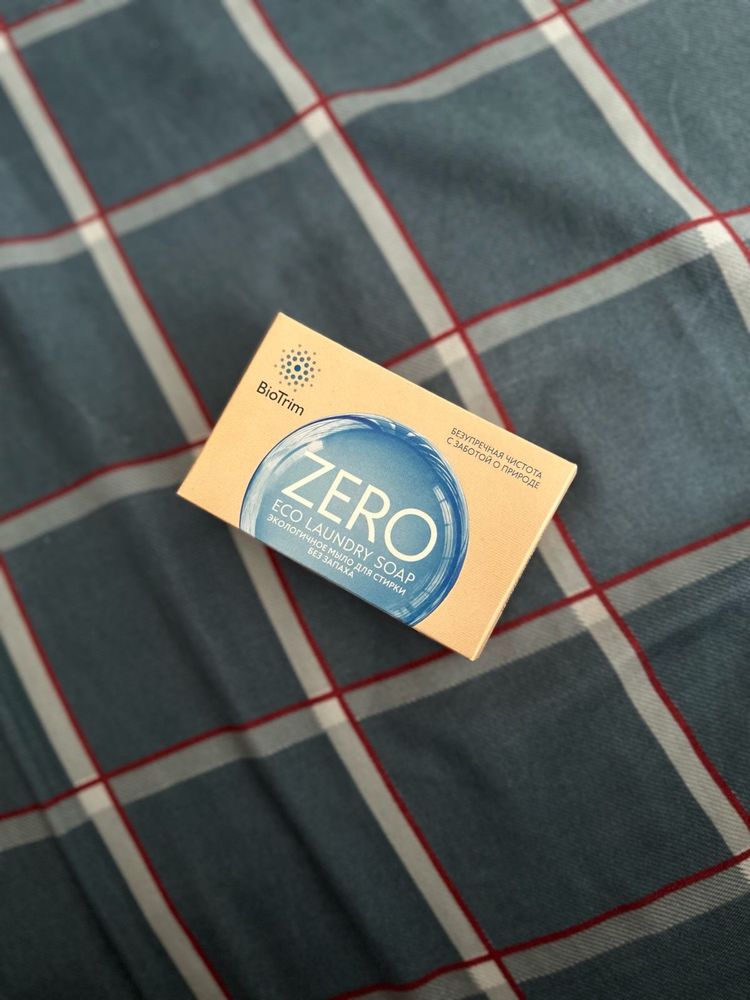 BioTrim
БЕЗУПРЕЧНАЯ ЧИСТОТА
С ЗАБОТОЙ О ПРИРОДЕ
ZERO
ECO LAUNDRY SOAP
ЭКОЛОГИЧНОЕ МЫЛО ДЛЯ СТИРКИ
БЕЗ ЗАПАХА